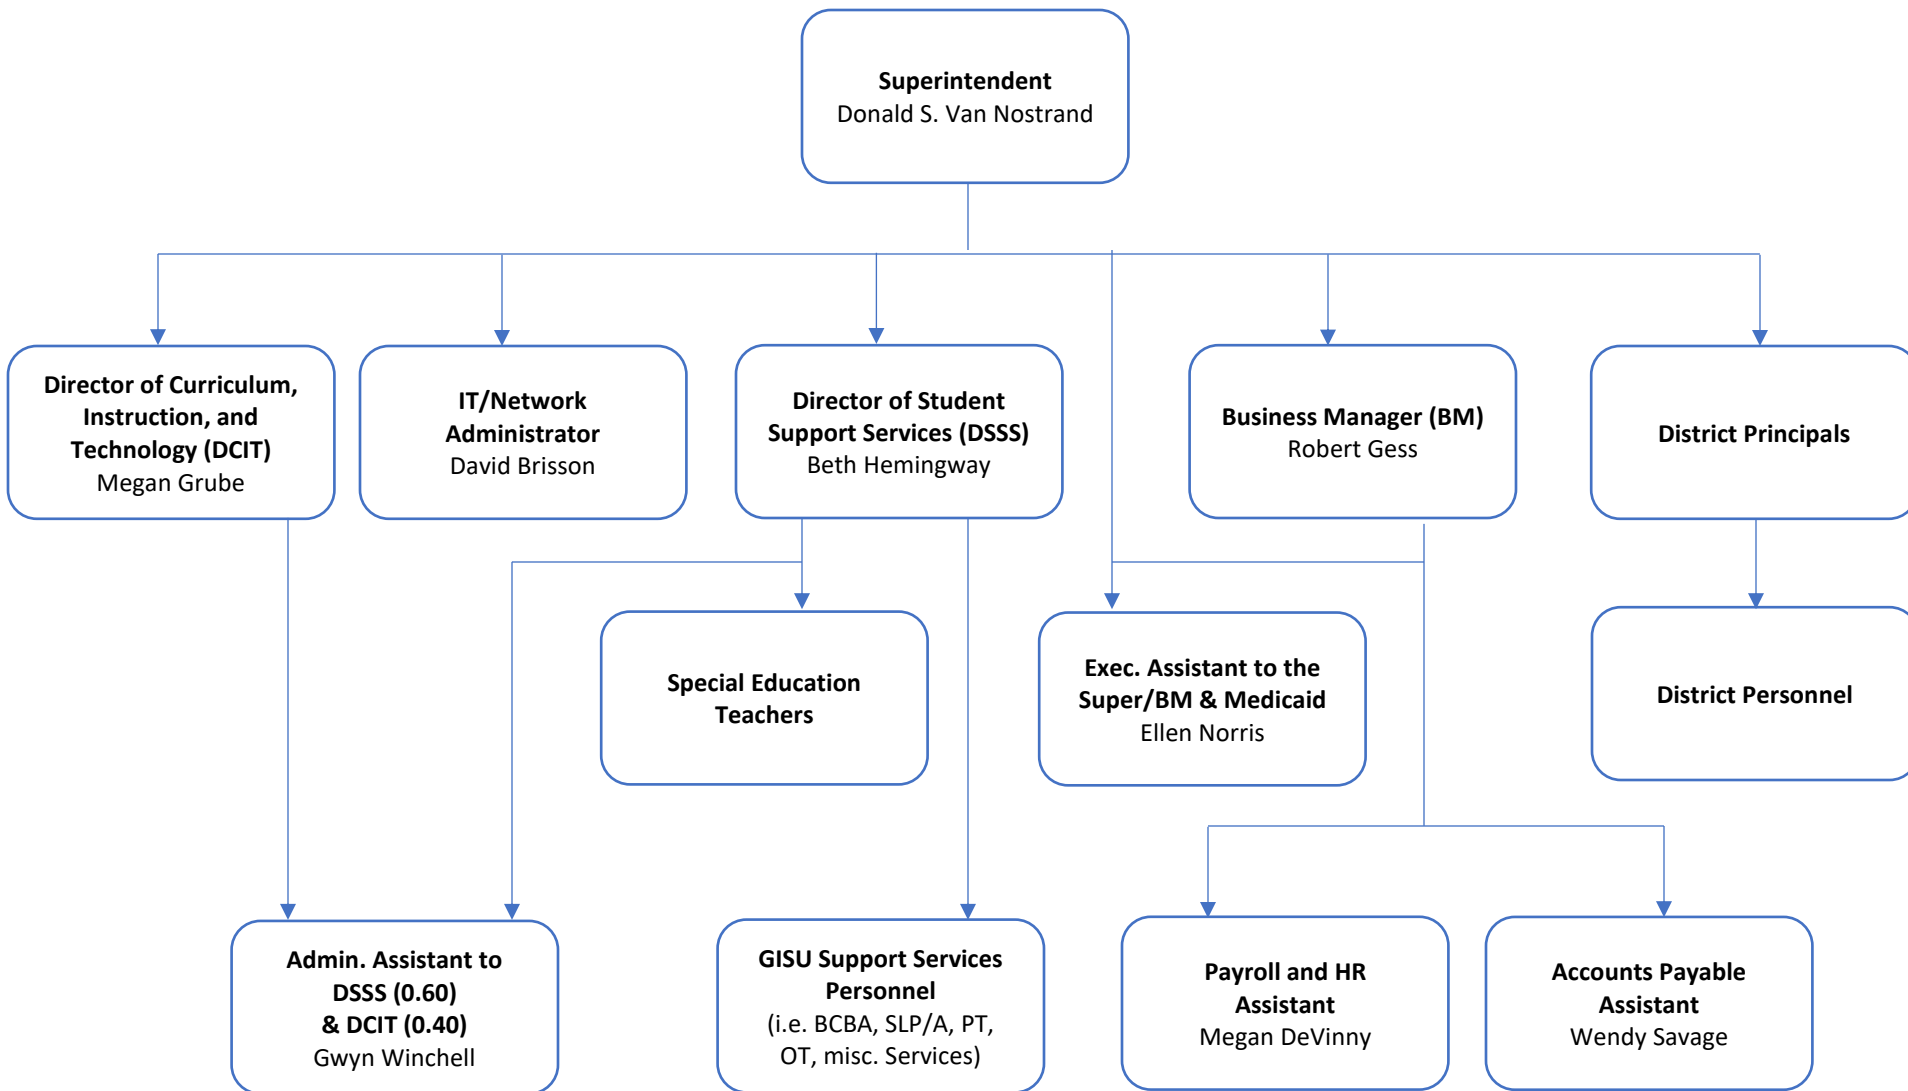 Superintendent
Donald S. Van Nostrand
Director of Curriculum,
Instruction, and
Technology (DCIT)
Megan Grube
IT/Network
Administrator
David Brisson
Director of Student
Support Services (DSSS)
Beth Hemingway
Business Manager (BM)
Robert Gess
District Principals
Special Education
Teachers
Exec. Assistant to the
Super/BM & Medicaid
Ellen Norris
District Personnel
Admin. Assistant to
DSSS (0.60)
& DCIT (0.40)
Gwyn Winchell
GISU Support Services
Personnel
(i.e. BCBA, SLP/A, PT,
OT, misc. Services)
Payroll and HR
Assistant
Megan DeVinny
Accounts Payable
Assistant
Wendy Savage